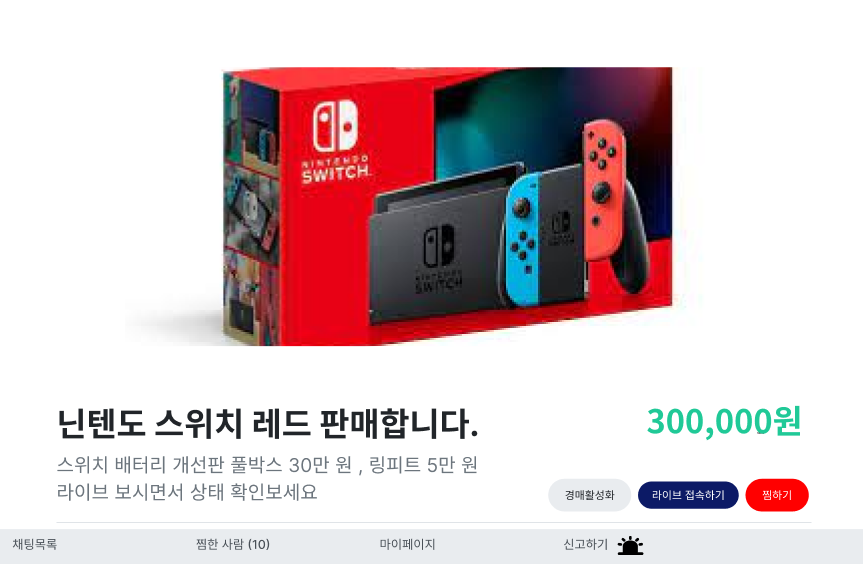 NINTENDO
SWITCH
NINTENDO
SWITCH
NINTENDO
SWITCH
닌텐도 스위치 레드 판매합니다.
300,000원
스위치 배터리 개선판 풀박스 30만 원 , 링피트 5만 원
라이브 보시면서 상태 확인보세요
경매활성화
라이브 접속하기
찜하기
채팅목록
찜한 사람 (10)
마이페이지
신고하기